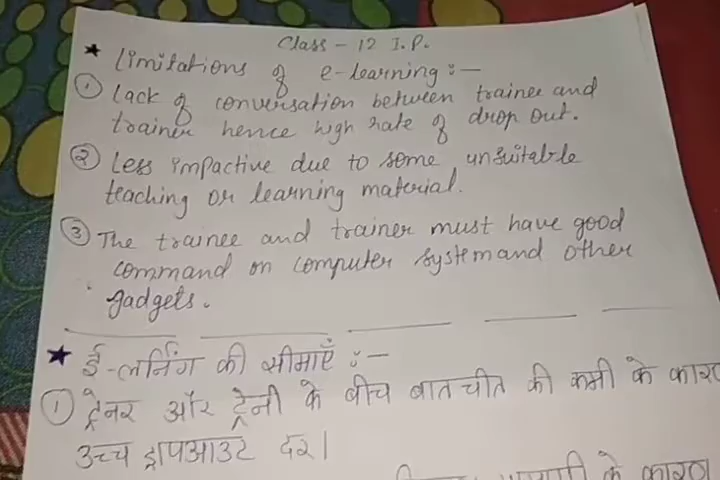 Class - 12 I.P.
* Limitations of e-learning :-
① Lack of conversation between trainee and
trainer hence high rate of drop out.
② Less impactive due to some unsuitable
teaching or learning material.
③ The trainee and trainer must have good
command on computer system and other
gadgets.
★ ई-लर्निंग की सीमाएँ :-
① ट्रेनर और ट्रेनी के बीच बातचीत की कमी के कारण
उच्च ड्रापआउट दर।
के कारण